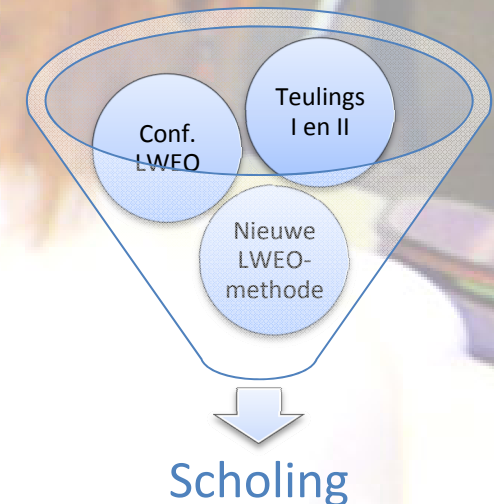 Teulings
I en II
Conf.
LWEO
Nieuwe
LWEO-
methode
Scholing